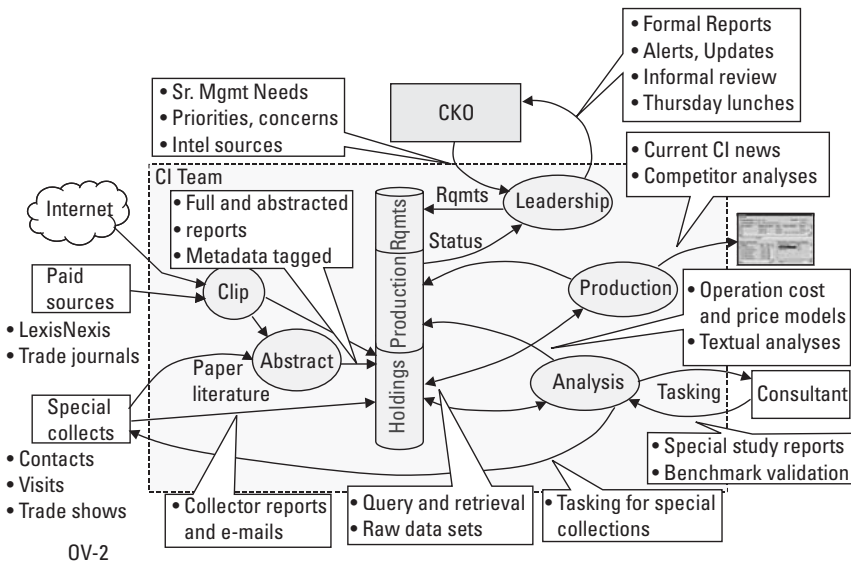 • Formal Reports
• Alerts, Updates
• Informal review
• Thursday lunches
• Sr. Mgmt Needs
• Priorities, concerns
• Intel sources
CKO
• Current CI news
• Competitor analyses
CI Team
Internet
• Full and abstracted
• reports
• Metadata tagged
Rqmts
Leadership
Status
Rqmts
Production
Holdings
Paid
sources
• LexisNexis
• Trade journals
Clip
Abstract
Paper
literature
Production
• Operation cost
and price models
• Textual analyses
Analysis
Tasking
Consultant
Special
collects
• Contacts
• Visits
• Trade shows
• Special study reports
• Benchmark validation
• Collector reports
and e-mails
• Query and retrieval
• Raw data sets
• Tasking for special
collections
OV-2